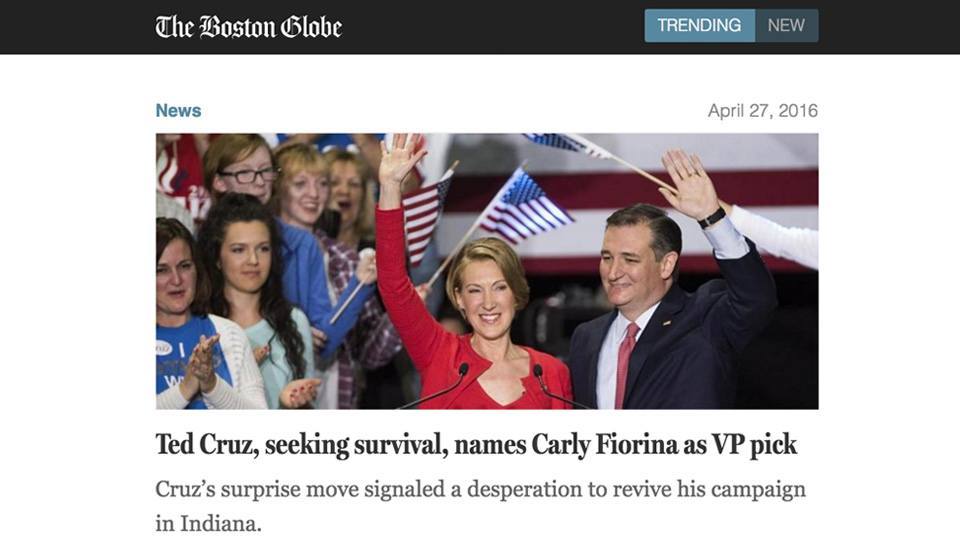 The Boston Globe
TRENDING NEW
News April 27, 2016
I
Ted Cruz, seeking survival, names Carly Fiorina as VP pick
Cruz's surprise move signaled a desperation to revive his campaign
in Indiana.